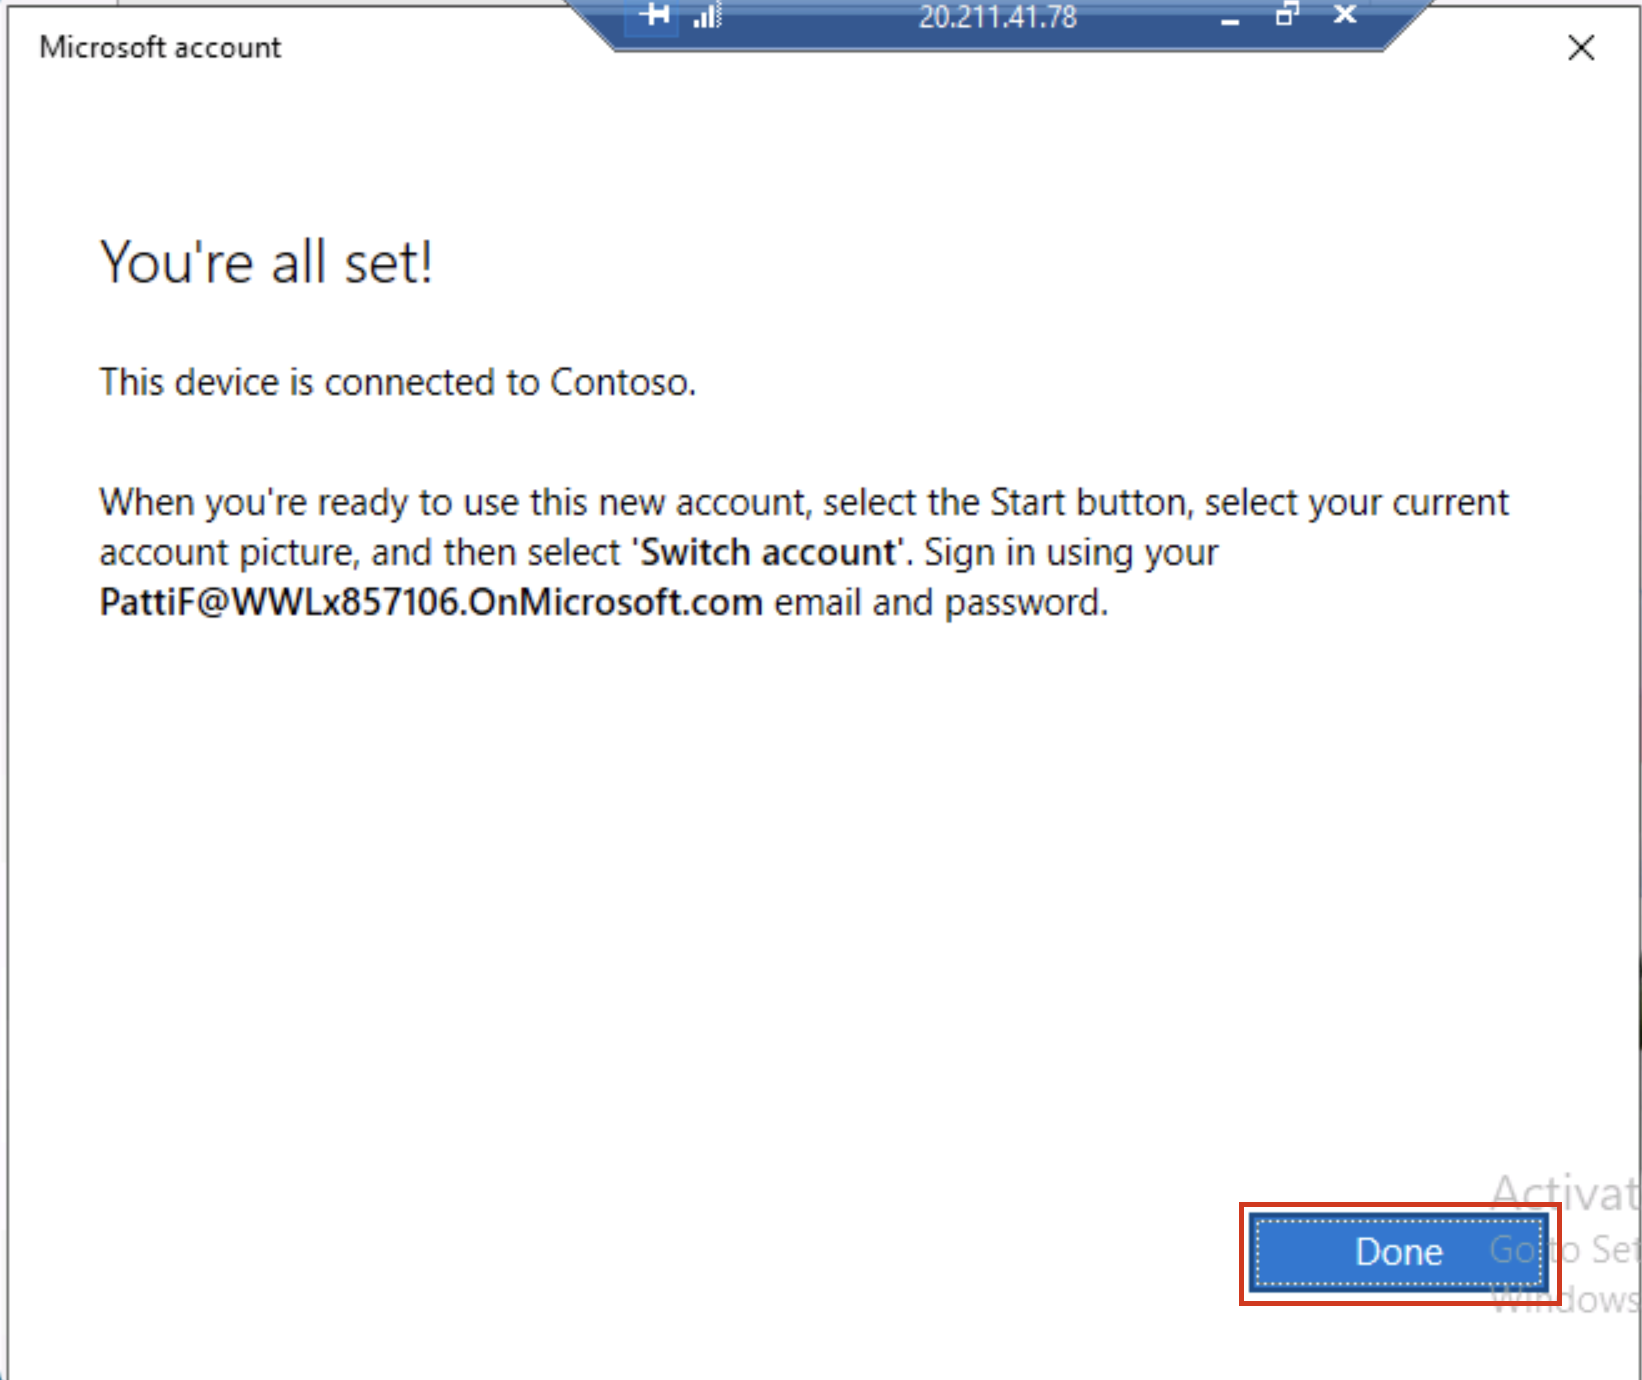 20.211.41.78
Microsoft account
You're all set!
This device is connected to Contoso.
When you're ready to use this new account, select the Start button, select your current
account picture, and then select 'Switch account'. Sign in using your
PattiF@WWLx857106.OnMicrosoft.com email and password.
Activat
Done
Go to Set
Windows